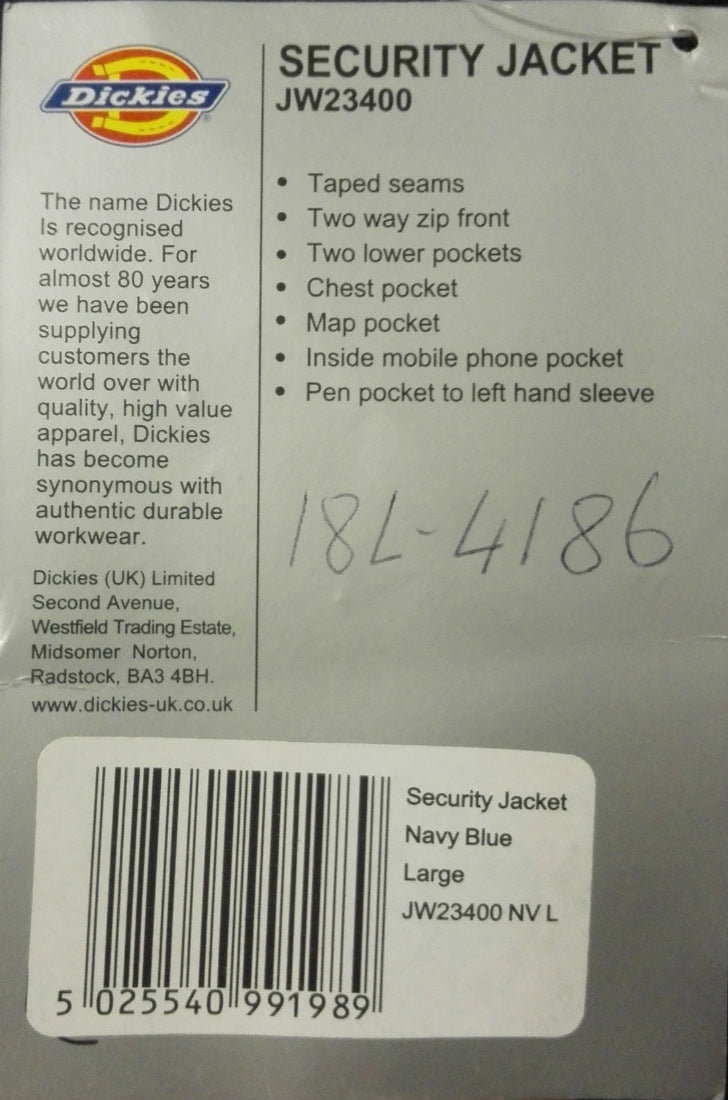 Dickies
®
The name Dickies
Is recognised
worldwide. For
almost 80 years
we have been
supplying
customers the
world over with
quality, high value
apparel, Dickies
has become
synonymous with
authentic durable
workwear.
Dickies (UK) Limited
Second Avenue,
Westfield Trading Estate,
Midsomer Norton,
Radstock, BA3 4BH.
www.dickies-uk.co.uk
SECURITY JACKET
JW23400
• Taped seams
• Two way zip front
• Two lower pockets
• Chest pocket
• Map pocket
• Inside mobile phone pocket
• Pen pocket to left hand sleeve
18L-4186
Security Jacket
Navy Blue
Large
JW23400 NV L
5 025540 991989